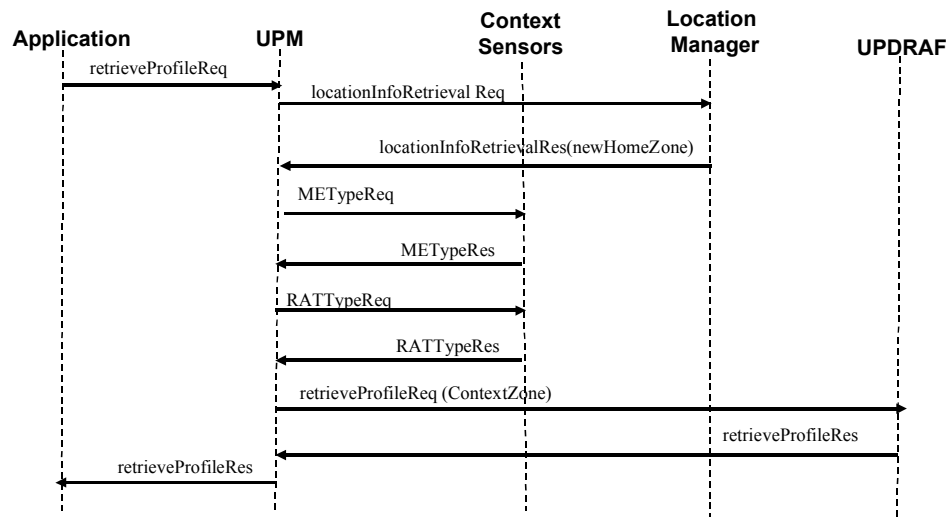 Application
UPM
Context
Sensors
Location
Manager
UPDRAF
retrieveProfileReq
locationInfoRetrieval Req
locationInfoRetrievalRes(newHomeZone)
METypeReq
METypeRes
RATTypeReq
RATTypeRes
retrieveProfileReq (ContextZone)
retrieveProfileRes
retrieveProfileRes